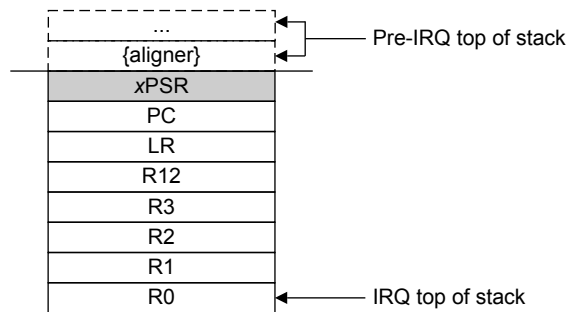 ...
Pre-IRQ top of stack
{aligner}
xPSR
PC
LR
R12
R3
R2
R1
R0
IRQ top of stack